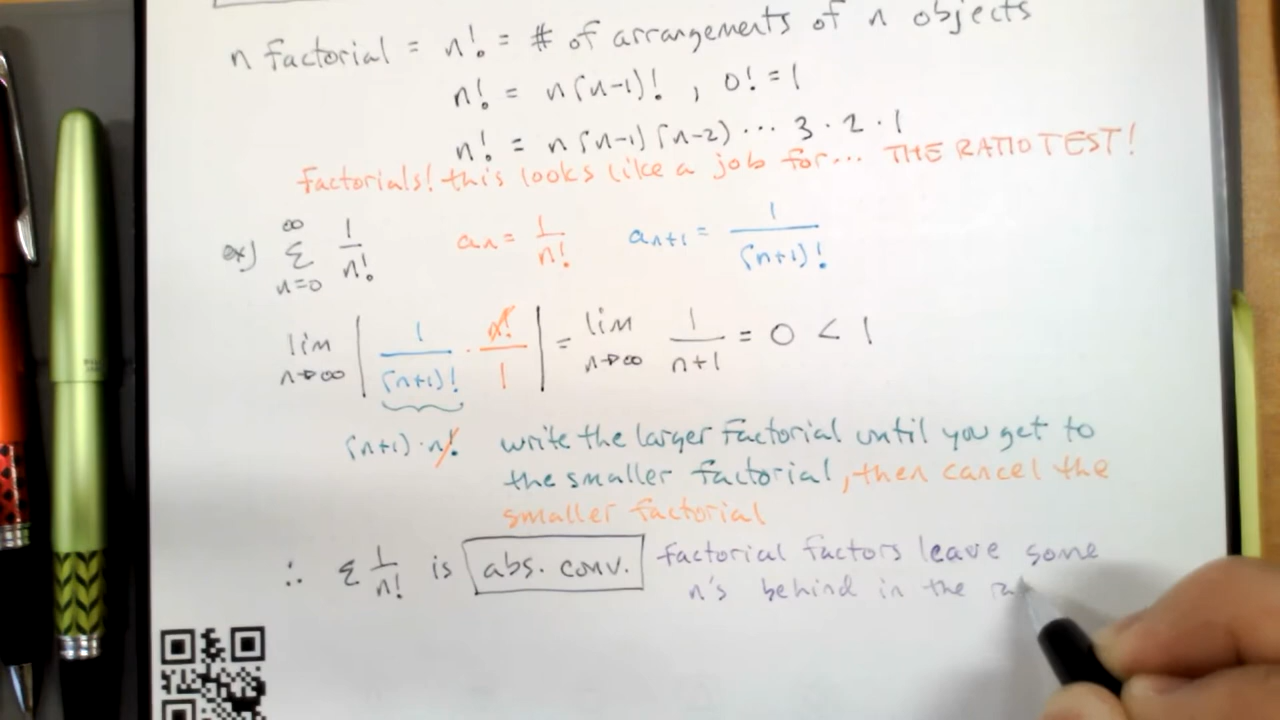 n factorial = n! = # of arrangements of n objects
n! = n(n-1)! , 0! = 1
n! = n(n-1)(n-2) ... 3 · 2 · 1
Factorials! this looks like a job for... THE RATIO TEST!
ex) ∞ Σ n=0 1/n! aₙ = 1/n! aₙ₊₁ = 1/(n+1)!
lim n→∞ | 1/(n+1)! · n!/1 | = lim n→∞ 1/(n+1) = 0 < 1
(n+1)·n! write the larger factorial until you get to
the smaller factorial, then cancel the
smaller factorial
∴ Σ 1/n! is abs. conv. factorial factors leave some
n's behind in the